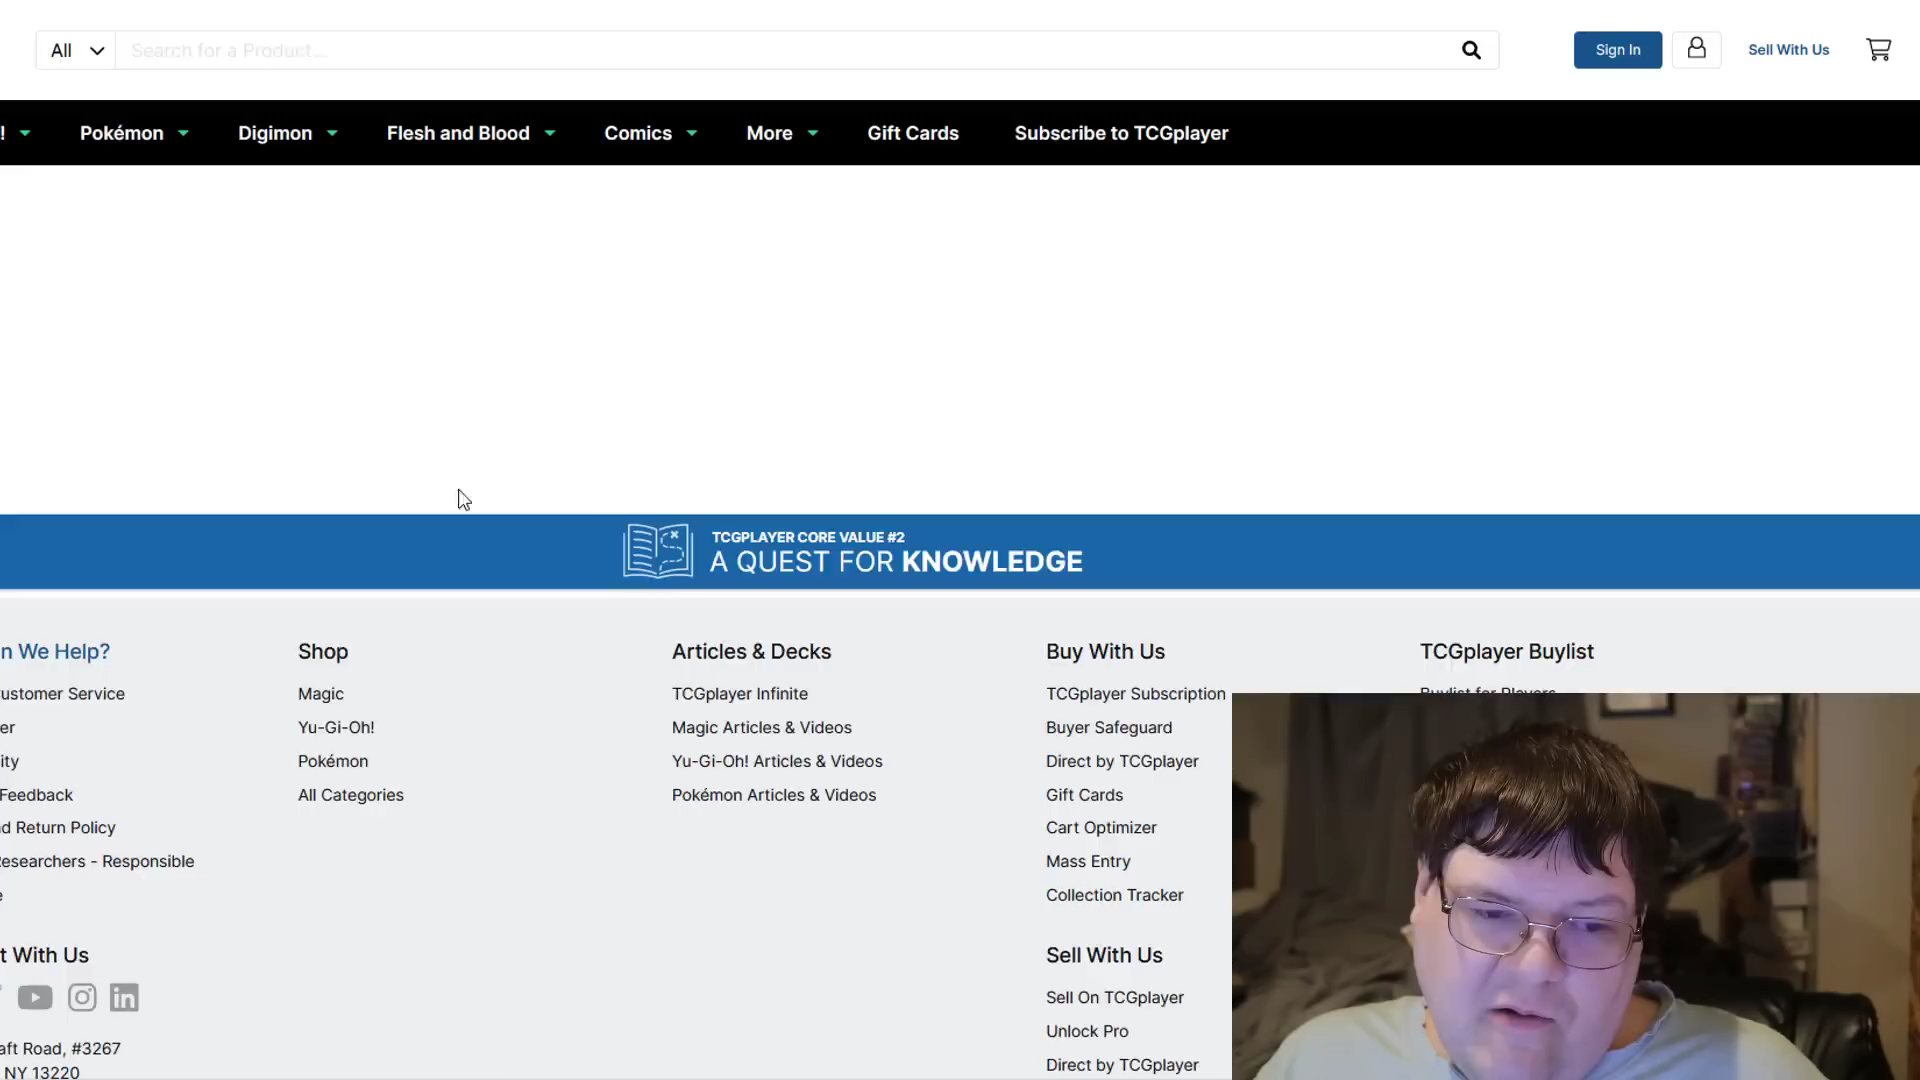 All Search for a Product... Sign In Sell With Us
! Pokémon Digimon Flesh and Blood Comics More Gift Cards Subscribe to TCGplayer
TCGPLAYER CORE VALUE #2
A QUEST FOR KNOWLEDGE
n We Help?
ustomer Service
er
ity
Feedback
d Return Policy
esearchers - Responsible
e
t With Us
aft Road, #3267
NY 13220
Shop
Magic
Yu-Gi-Oh!
Pokémon
All Categories
Articles & Decks
TCGplayer Infinite
Magic Articles & Videos
Yu-Gi-Oh! Articles & Videos
Pokémon Articles & Videos
Buy With Us
TCGplayer Subscription
Buyer Safeguard
Direct by TCGplayer
Gift Cards
Cart Optimizer
Mass Entry
Collection Tracker
Sell With Us
Sell On TCGplayer
Unlock Pro
Direct by TCGplayer
TCGplayer Buylist
Buylist for Players